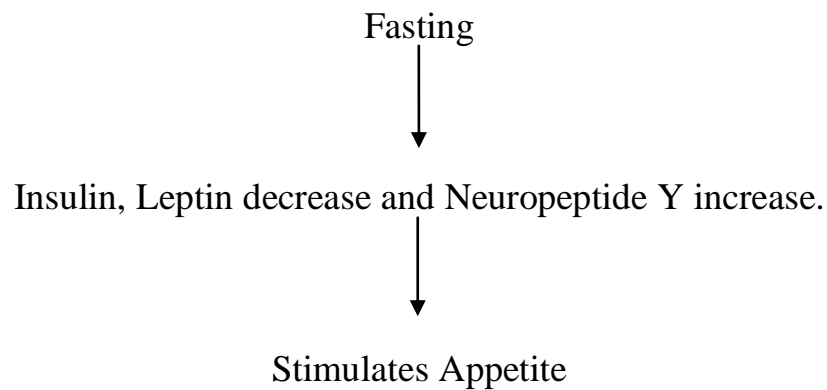 Fasting
Insulin, Leptin decrease and Neuropeptide Y increase.
Stimulates Appetite